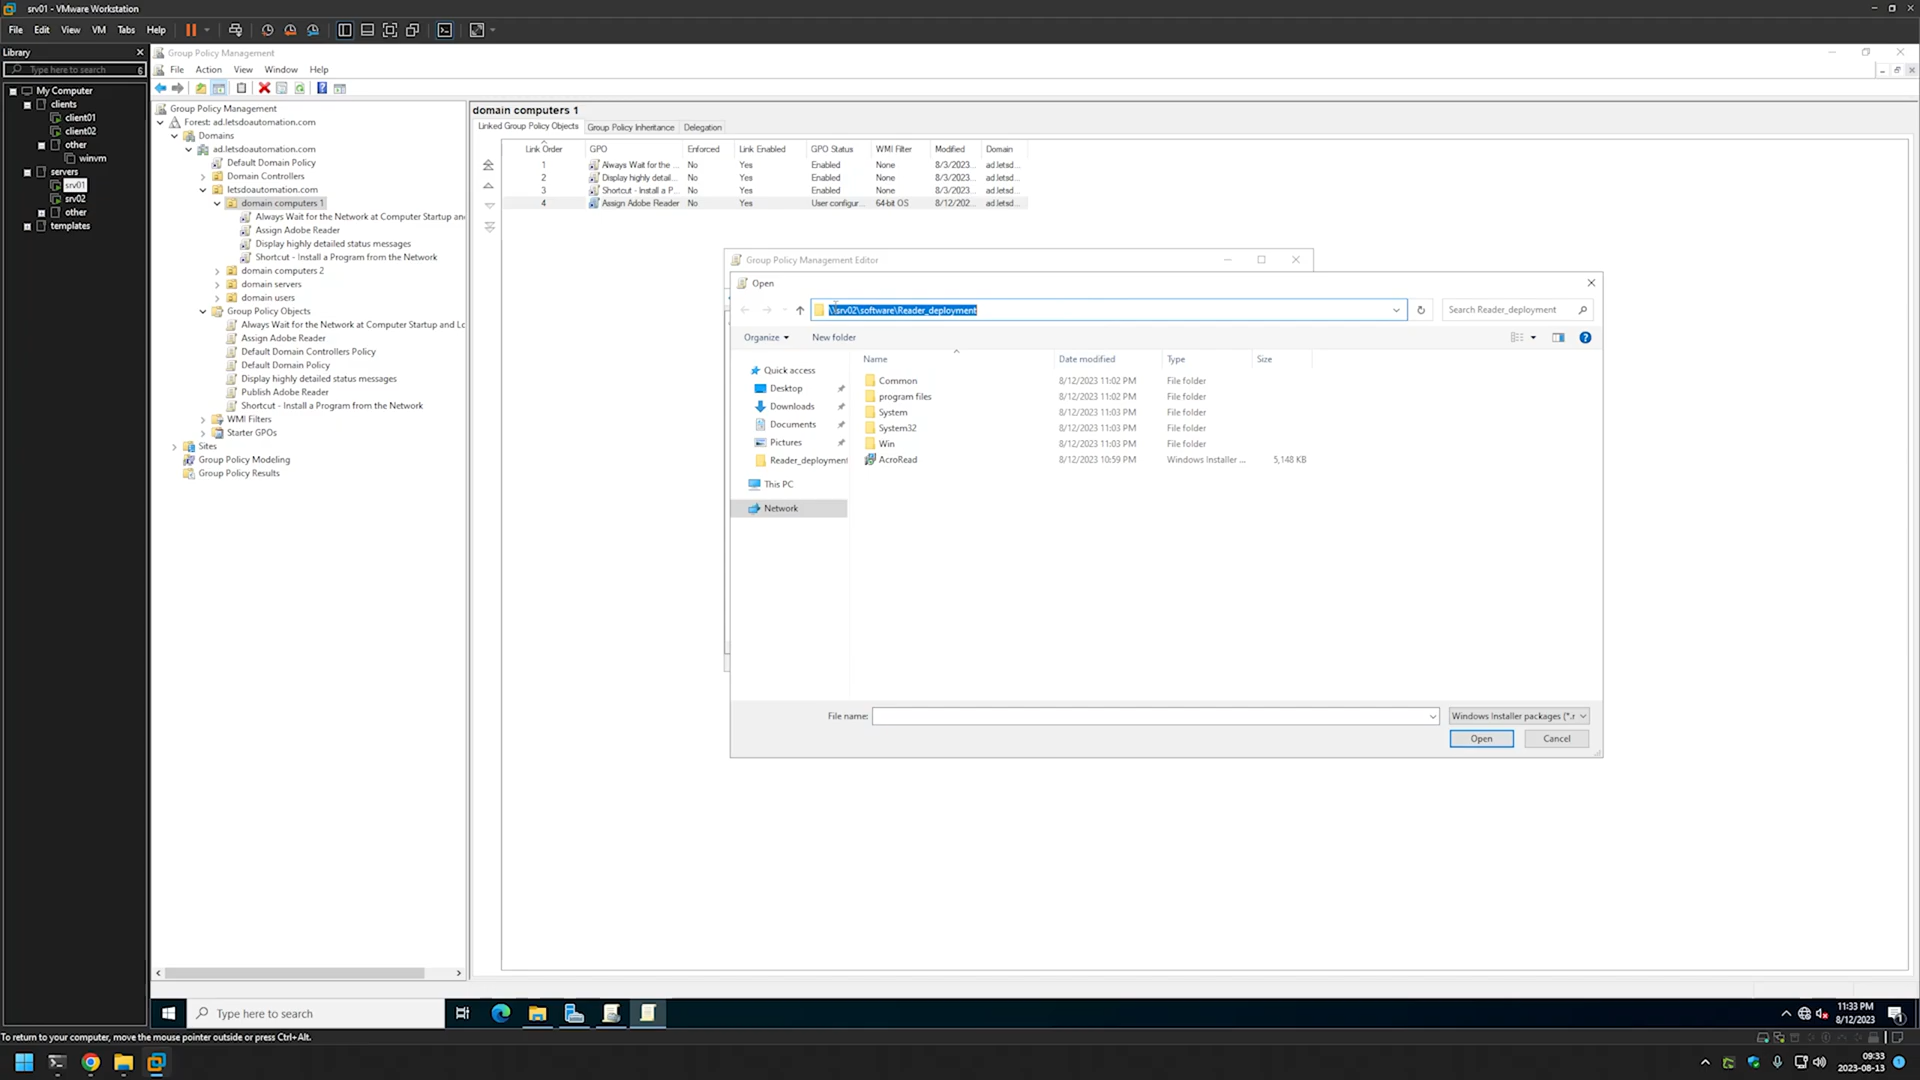 srv01 - VMware Workstation
File Edit View VM Tabs Help
Library
Type here to search
My Computer
clients
client01
client02
other
winvm
servers
srv01
srv02
other
templates
Group Policy Management
File Action View Window Help
Group Policy Management
Forest: ad.letsdoautomation.com
Domains
ad.letsdoautomation.com
Default Domain Policy
Domain Controllers
letsdoautomation.com
domain computers 1
Always Wait for the Network at Computer Startup an
Assign Adobe Reader
Display highly detailed status messages
Shortcut - Install a Program from the Network
domain computers 2
domain servers
domain users
Group Policy Objects
Always Wait for the Network at Computer Startup and Lo
Assign Adobe Reader
Default Domain Controllers Policy
Default Domain Policy
Display highly detailed status messages
Publish Adobe Reader
Shortcut - Install a Program from the Network
WMI Filters
Starter GPOs
Sites
Group Policy Modeling
Group Policy Results
domain computers 1
Linked Group Policy Objects Group Policy Inheritance Delegation
Link Order GPO Enforced Link Enabled GPO Status WMI Filter Modified Domain
1 Always Wait for the ... No Yes Enabled None 8/3/2023... ad.letsd...
2 Display highly detail... No Yes Enabled None 8/3/2023... ad.letsd...
3 Shortcut - Install a P... No Yes Enabled None 8/3/2023... ad.letsd...
4 Assign Adobe Reader No Yes User configur... 64-bit OS 8/12/202... ad.letsd...
Group Policy Management Editor
Open
\\srv02\software\Reader_deployment
Search Reader_deployment
Organize New folder
Name Date modified Type Size
Quick access
Desktop
Downloads
Documents
Pictures
Reader_deployment
This PC
Network
Common 8/12/2023 11:02 PM File folder
program files 8/12/2023 11:02 PM File folder
System 8/12/2023 11:03 PM File folder
System32 8/12/2023 11:03 PM File folder
Win 8/12/2023 11:03 PM File folder
AcroRead 8/12/2023 10:59 PM Windows Installer ... 5,148 KB
File name:
Windows Installer packages (*.r
Open Cancel
Type here to search
11:33 PM
8/12/2023
To return to your computer, move the mouse pointer outside or press Ctrl+Alt.
09:33
2023-08-13